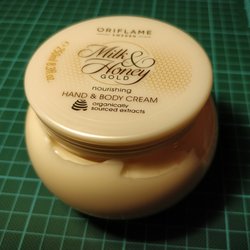 ORIFLAME
SWEDEN
Milk &
Honey
GOLD
nourishing
HAND & BODY CREAM
organically
sourced extracts